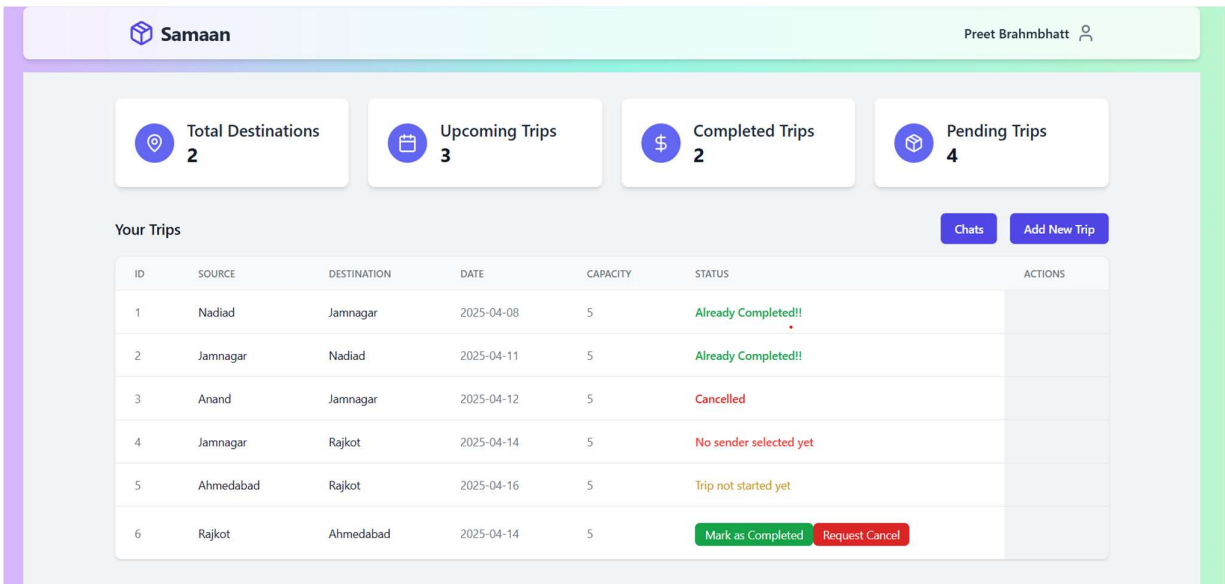 Samaan
Preet Brahmbhatt
Total Destinations
2
Upcoming Trips
3
Completed Trips
2
Pending Trips
4
Your Trips
Chats
Add New Trip
ID SOURCE DESTINATION DATE CAPACITY STATUS ACTIONS
1 Nadiad Jamnagar 2025-04-08 5 Already Completed!!
2 Jamnagar Nadiad 2025-04-11 5 Already Completed!!
3 Anand Jamnagar 2025-04-12 5 Cancelled
4 Jamnagar Rajkot 2025-04-14 5 No sender selected yet
5 Ahmedabad Rajkot 2025-04-16 5 Trip not started yet
6 Rajkot Ahmedabad 2025-04-14 5 Mark as Completed Request Cancel